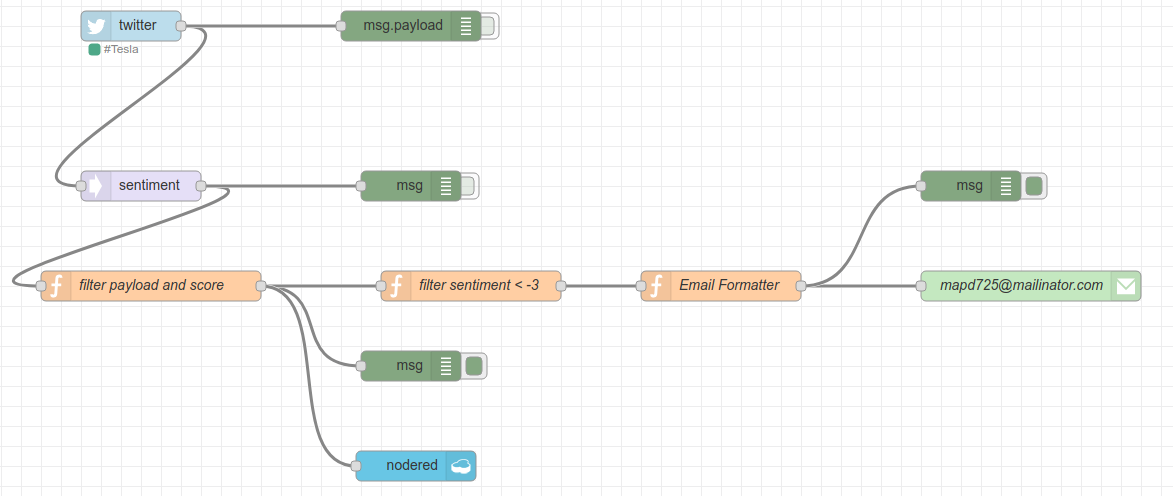 twitter
msg.payload
#Tesla
sentiment
msg
msg
filter payload and score
filter sentiment < -3
Email Formatter
mapd725@mailinator.com
msg
nodered